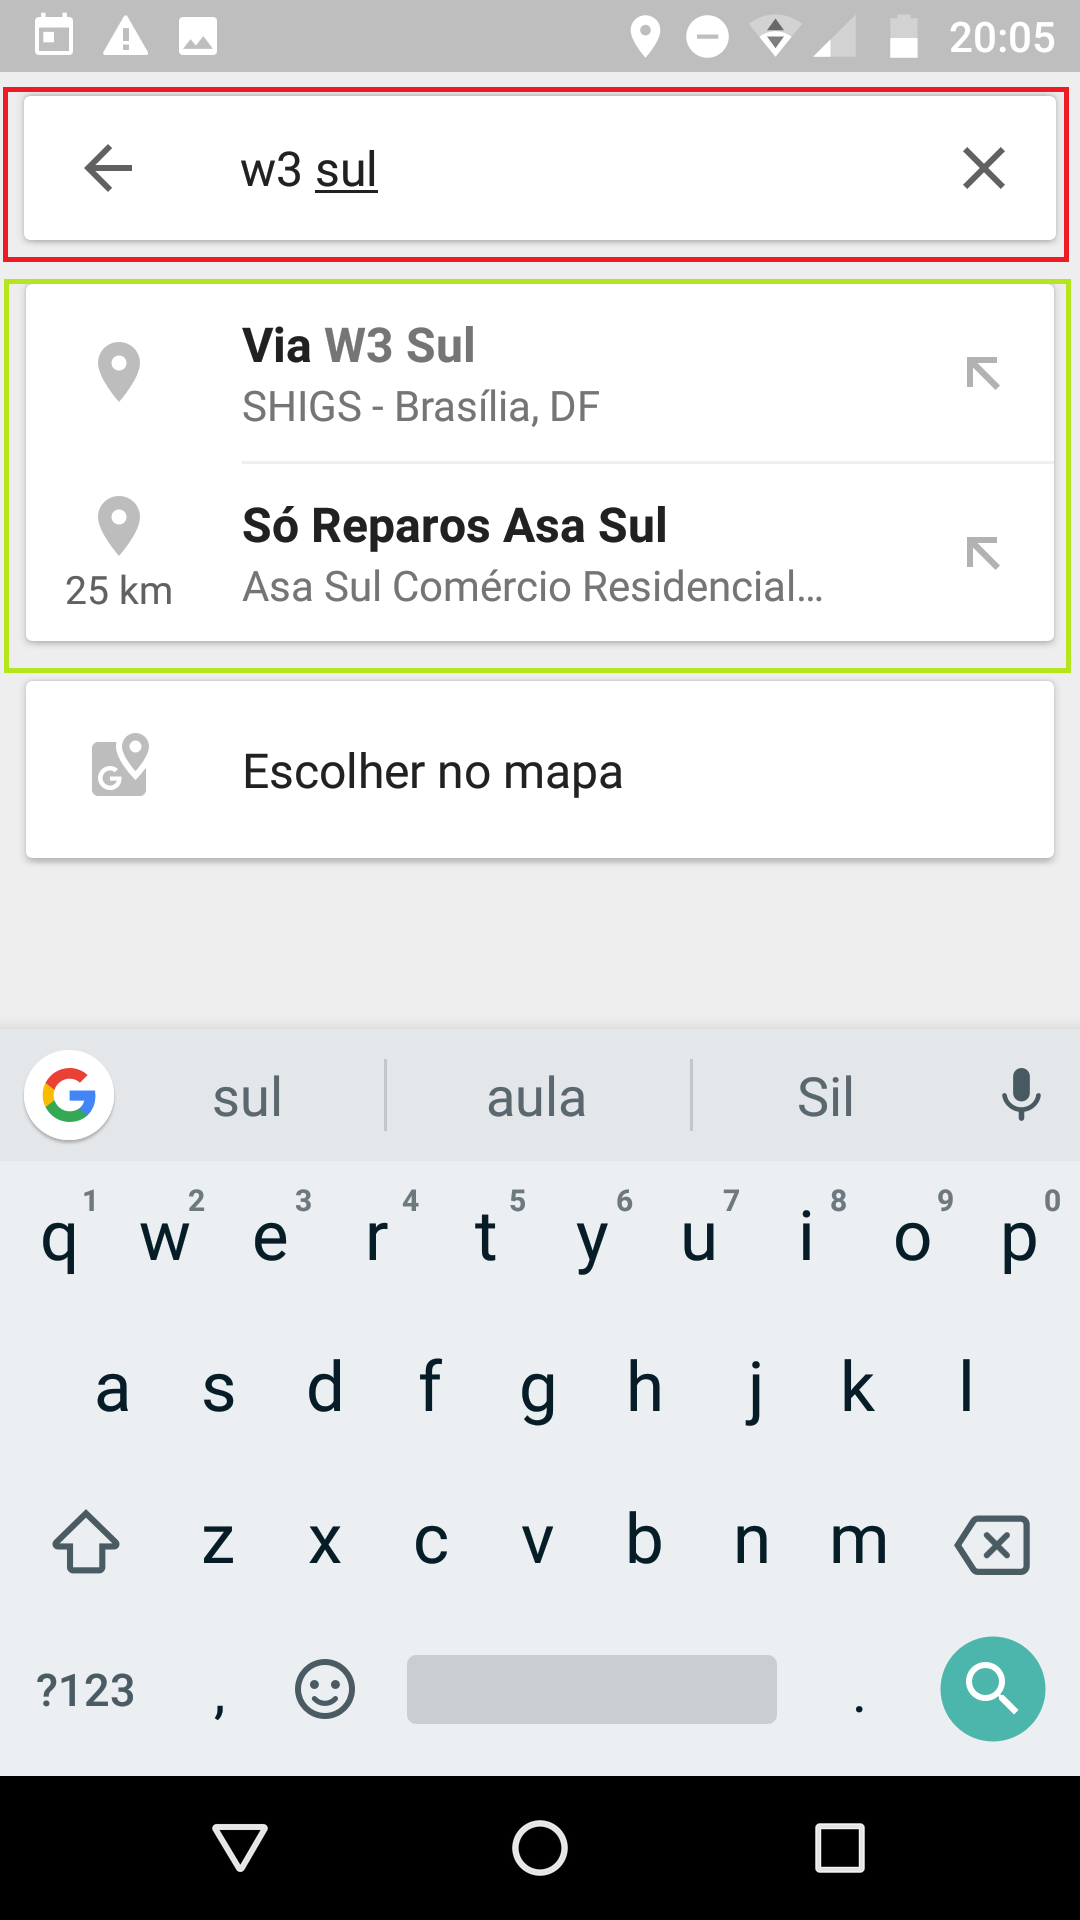 20:05
w3 sul
Via W3 Sul
SHIGS - Brasília, DF
Só Reparos Asa Sul
25 km
Asa Sul Comércio Residencial...
Escolher no mapa
G sul aula Sil
1 2 3 4 5 6 7 8 9 0
q w e r t y u i o p
a s d f g h j k l
z x c v b n m
?123 , .